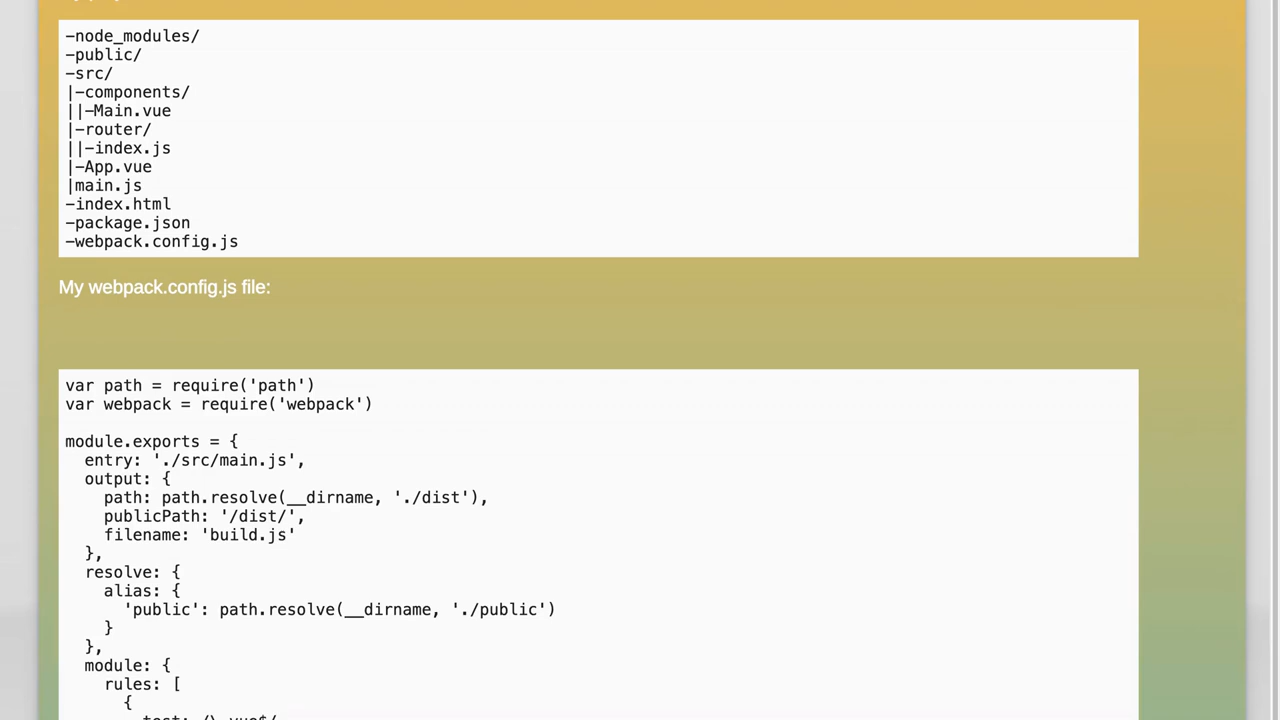 -node_modules/
-public/
-src/
|-components/
||-Main.vue
|-router/
||-index.js
|-App.vue
|main.js
-index.html
-package.json
-webpack.config.js
My webpack.config.js file:
var path = require('path')
var webpack = require('webpack')
module.exports = {
  entry: './src/main.js',
  output: {
    path: path.resolve(__dirname, './dist'),
    publicPath: '/dist/',
    filename: 'build.js'
  },
  resolve: {
    alias: {
      'public': path.resolve(__dirname, './public')
    }
  },
  module: {
    rules: [
      {